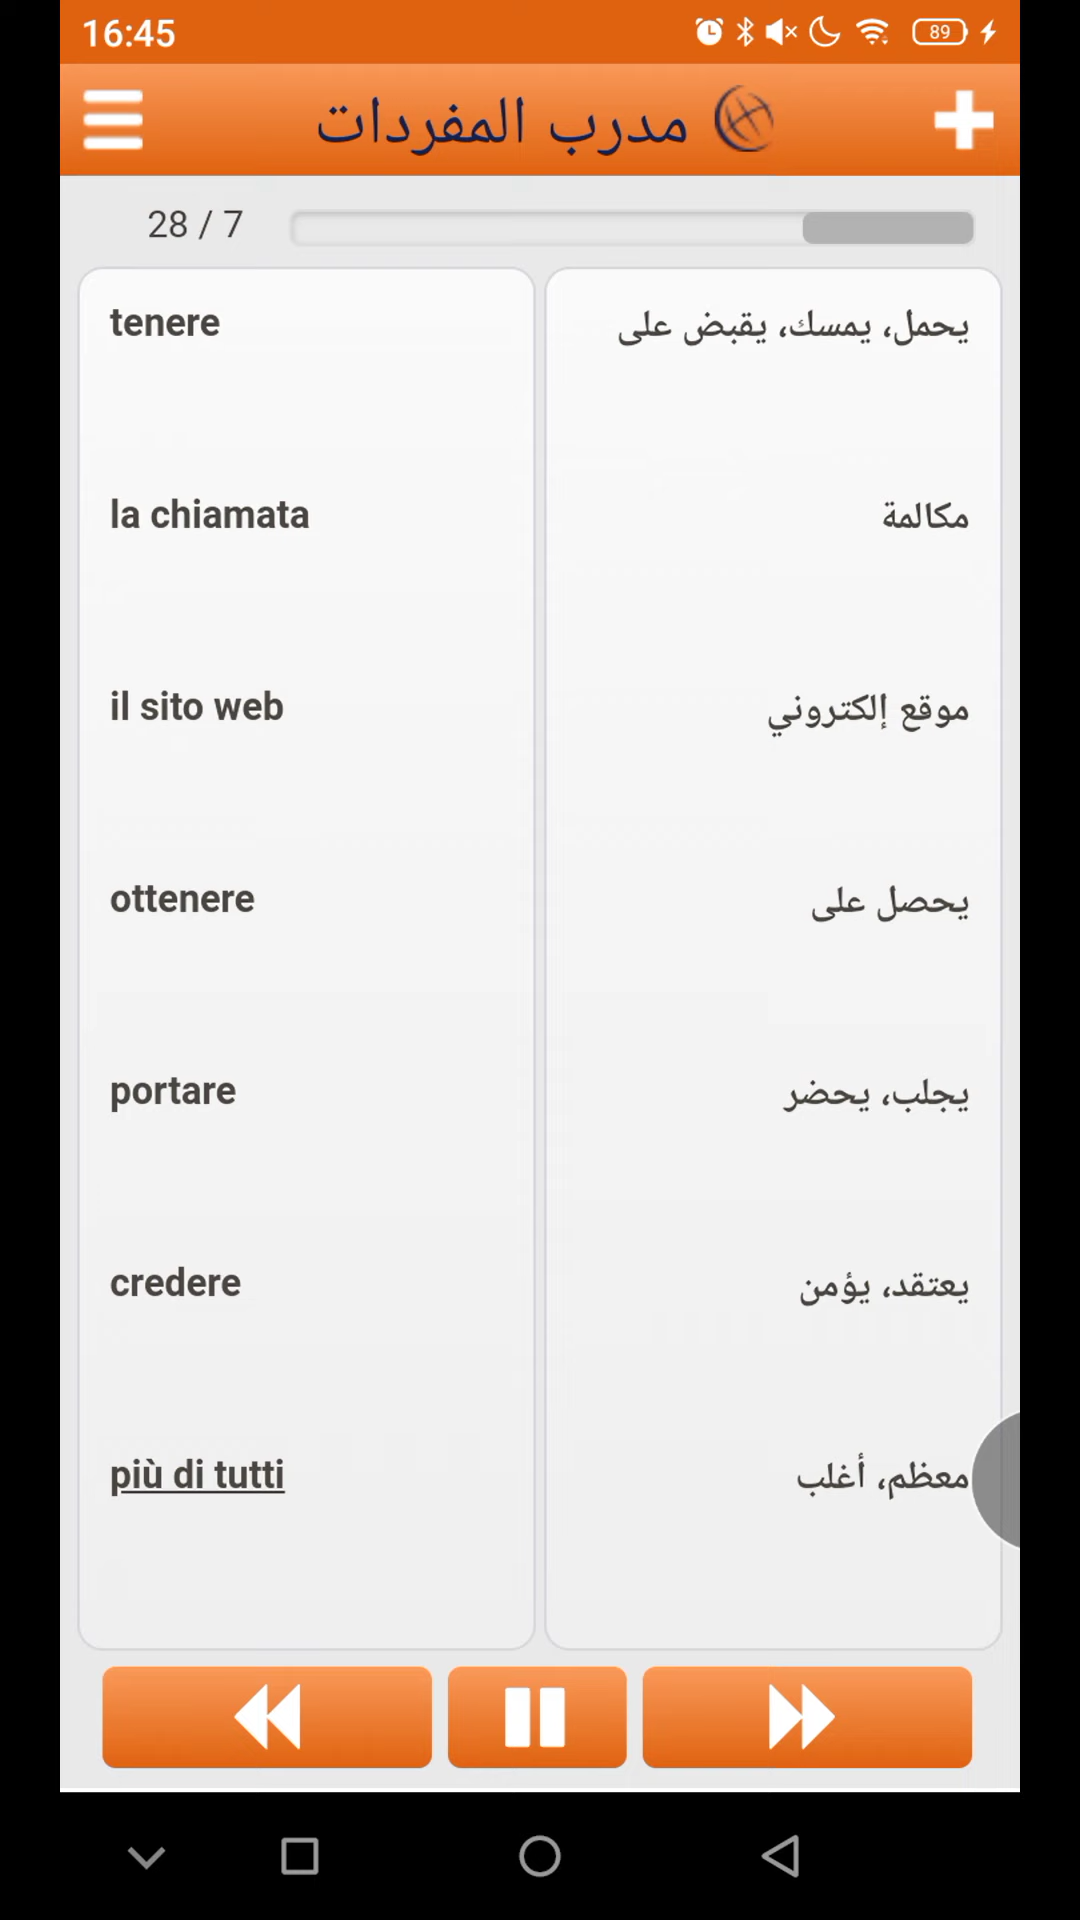 16:45
89
مدرب المفردات
28 / 7
tenere
يحمل، يمسك، يقبض على
la chiamata
مكالمة
il sito web
موقع إلكتروني
ottenere
يحصل على
portare
يجلب، يحضر
credere
يعتقد، يؤمن
più di tutti
معظم، أغلب